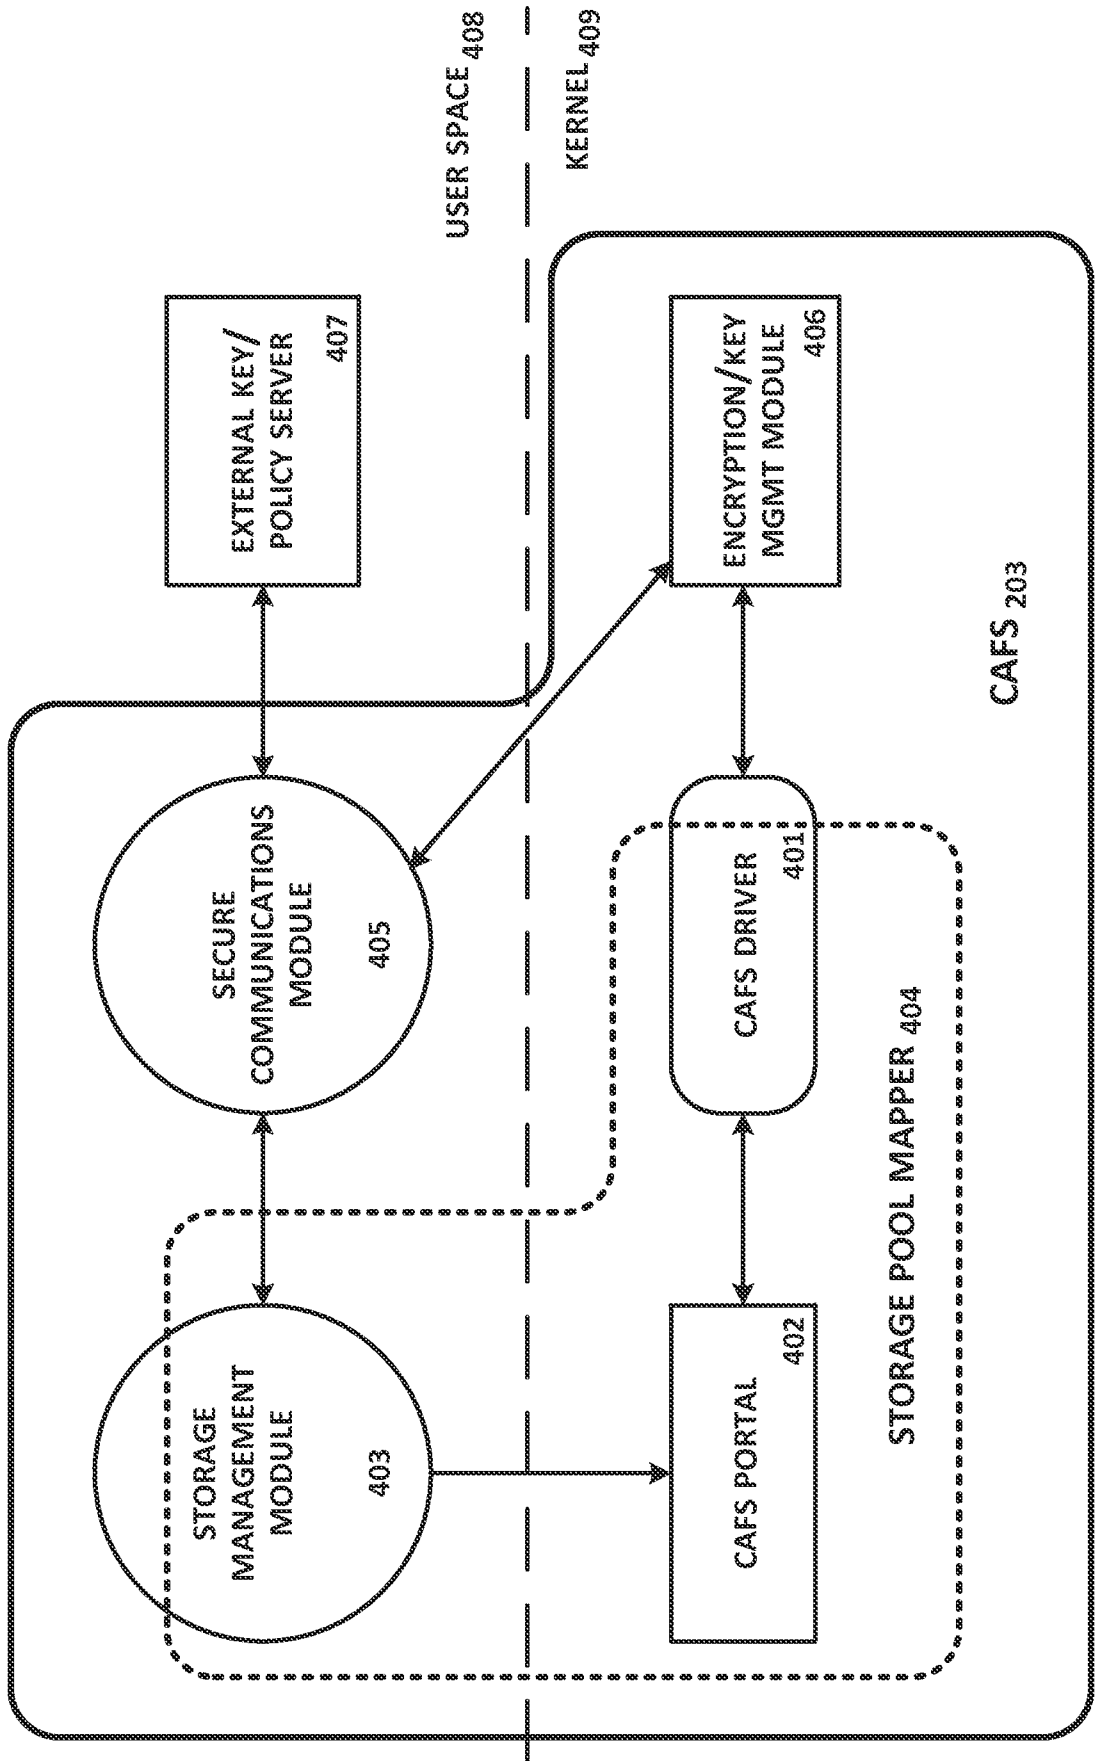 STORAGE
MANAGEMENT
MODULE
403
SECURE
COMMUNICATIONS
MODULE
405
EXTERNAL KEY/
POLICY SERVER
407
USER SPACE 408
KERNEL 409
CAFS PORTAL
402
CAFS DRIVER
401
ENCRYPTION/KEY
MGMT MODULE
406
STORAGE POOL MAPPER 404
CAFS 203